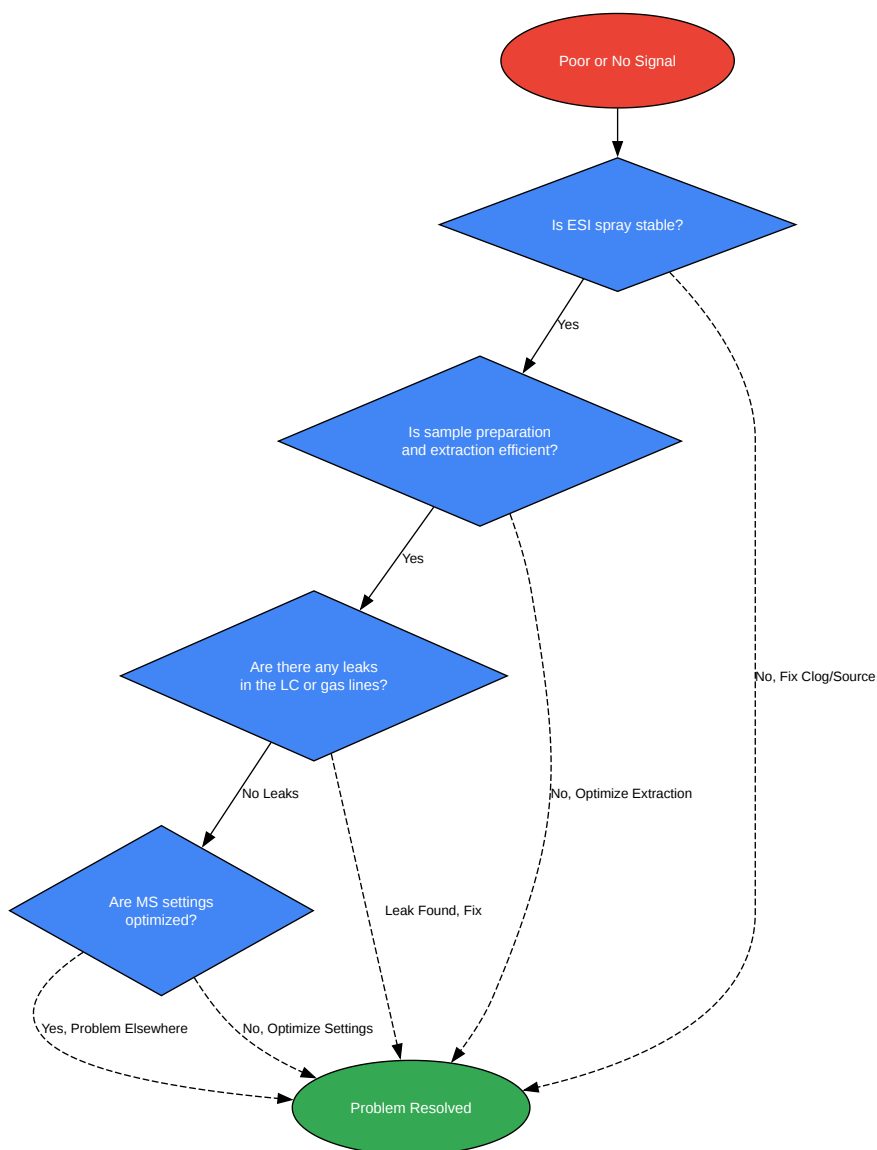 Poor or No Signal
Is ESI spray stable?
Yes
Is sample preparation
and extraction efficient?
Yes
Are there any leaks
in the LC or gas lines?
No, Fix Clog/Source
No Leaks
No, Optimize Extraction
Are MS settings
optimized?
Leak Found, Fix
Yes, Problem Elsewhere
No, Optimize Settings
Problem Resolved